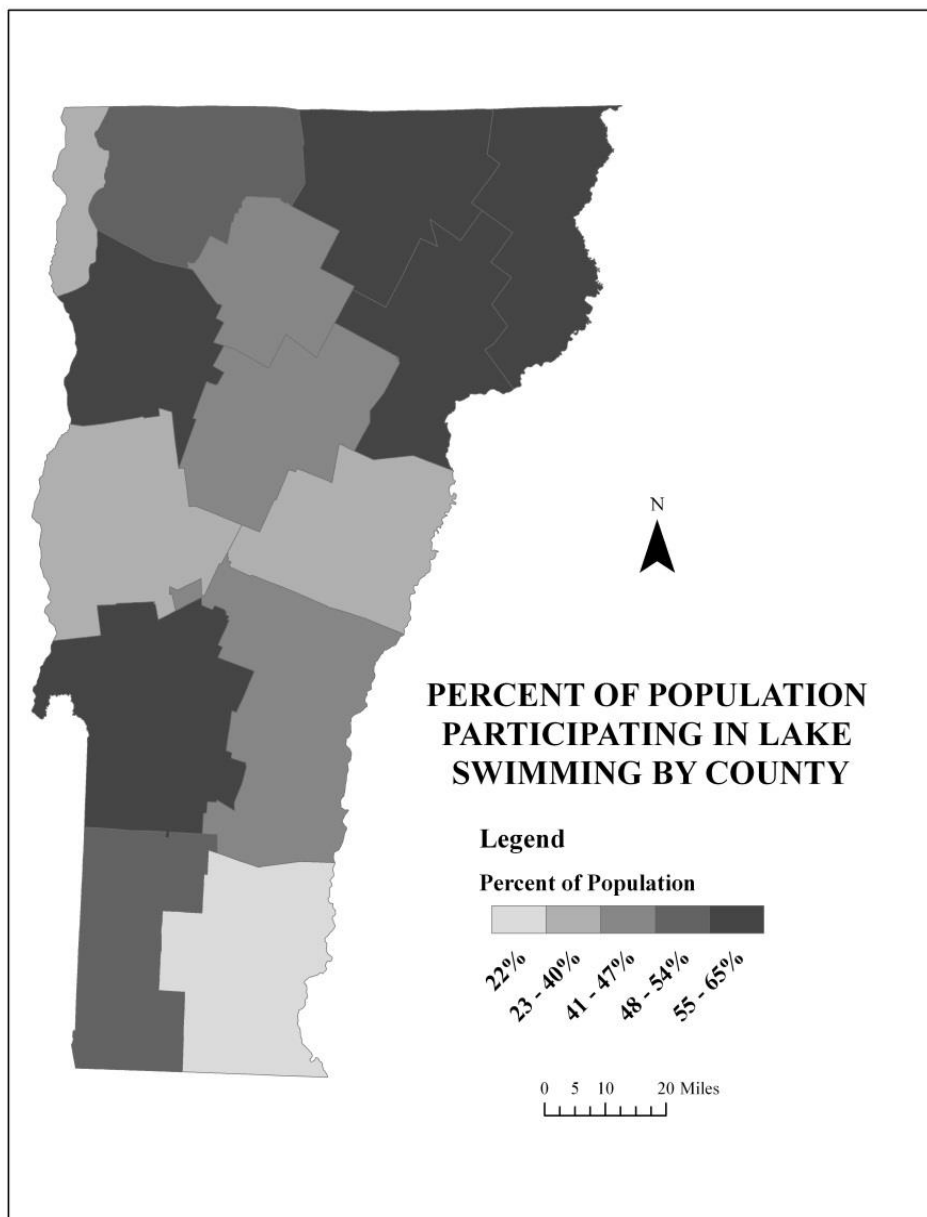 N
PERCENT OF POPULATION
PARTICIPATING IN LAKE
SWIMMING BY COUNTY
Legend
Percent of Population
22%
23 - 40%
41 - 47%
48 - 54%
55 - 65%
0 5 10 20 Miles